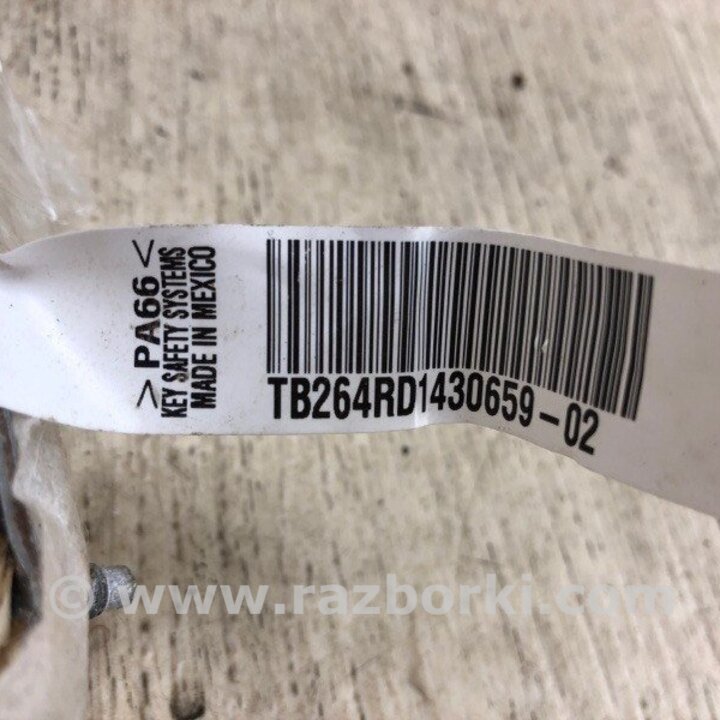 >PA66<
KEY SAFETY SYSTEMS
MADE IN MEXICO
TB264RD1430659-02
© www.razborki.com